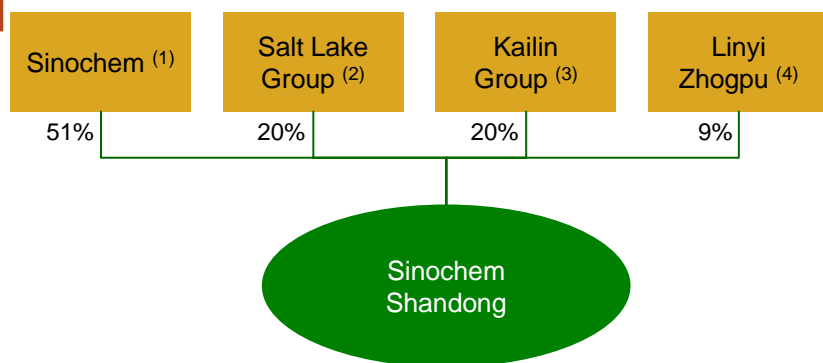 Sinochem (1)
Salt Lake
Group (2)
Kailin
Group (3)
Linyi
Zhogpu (4)
51%
20%
20%
9%
Sinochem
Shandong